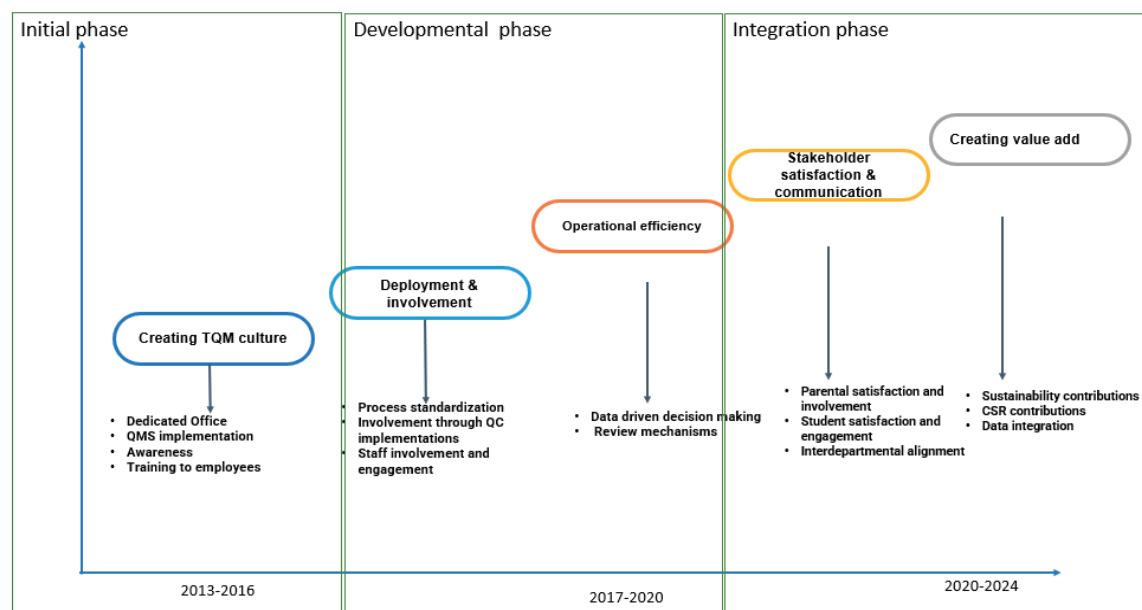 Initial phase
Developmental  phase
Integration phase
Creating value add
Stakeholder
satisfaction &
communication
Operational efficiency
Deployment &
involvement
Creating TQM culture
• Dedicated Office
• QMS implementation
• Awareness
• Training to employees
• Process standardization
• Involvement through QC
implementations
• Staff involvement and
engagement
• Data driven decision making
• Review mechanisms
• Parental satisfaction and
involvement
• Student satisfaction and
engagement
• Interdepartmental alignment
• Sustainability contributions
• CSR contributions
• Data integration
2013-2016
2017-2020
2020-2024